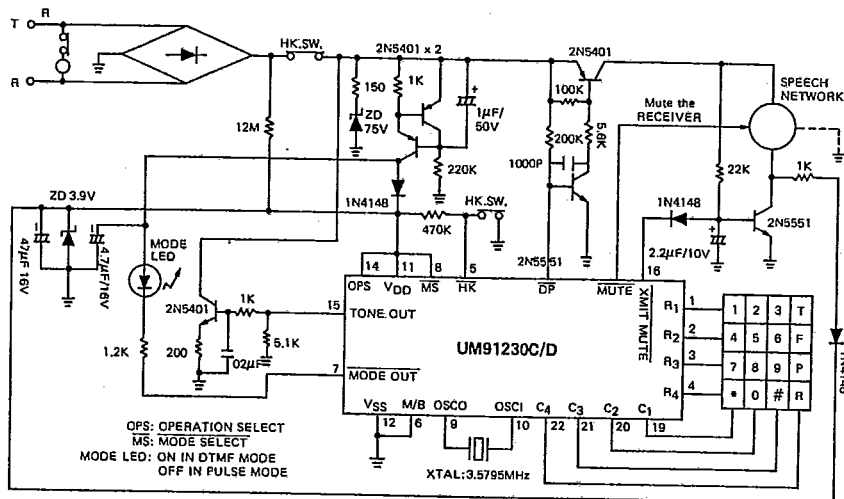 T
R
R
HK.SW.
2N5401 x 2
2N5401
150
1K
ZD
75V
1µF/
50V
100K
5.6K
200K
1000P
Mute the
RECEIVER
SPEECH
NETWORK
12M
220K
22K
1K
ZD 3.9V
1N4148
470K
HK.SW.
1N4148
2N5551
2.2µF/10V
47µF 16V
4.7µF/16V
MODE
LED
2N5551
14
11
8
5
16
OPS
VDD
MS
HK
DP
MUTE
XMIT MUTE
2N5401
1K
15
TONE OUT
5.1K
200
02µF
1.2K
7
MODE OUT
UM91230C/D
R1
1
R2
2
R3
3
R4
4
1 2 3 T
4 5 6 F
7 8 9 P
* 0 # R
VSS
M/B
OSCO
OSCI
C4
C3
C2
C1
12
6
9
10
22
21
20
19
XTAL: 3.5795MHz
OPS: OPERATION SELECT
MS: MODE SELECT
MODE LED: ON IN DTMF MODE
OFF IN PULSE MODE